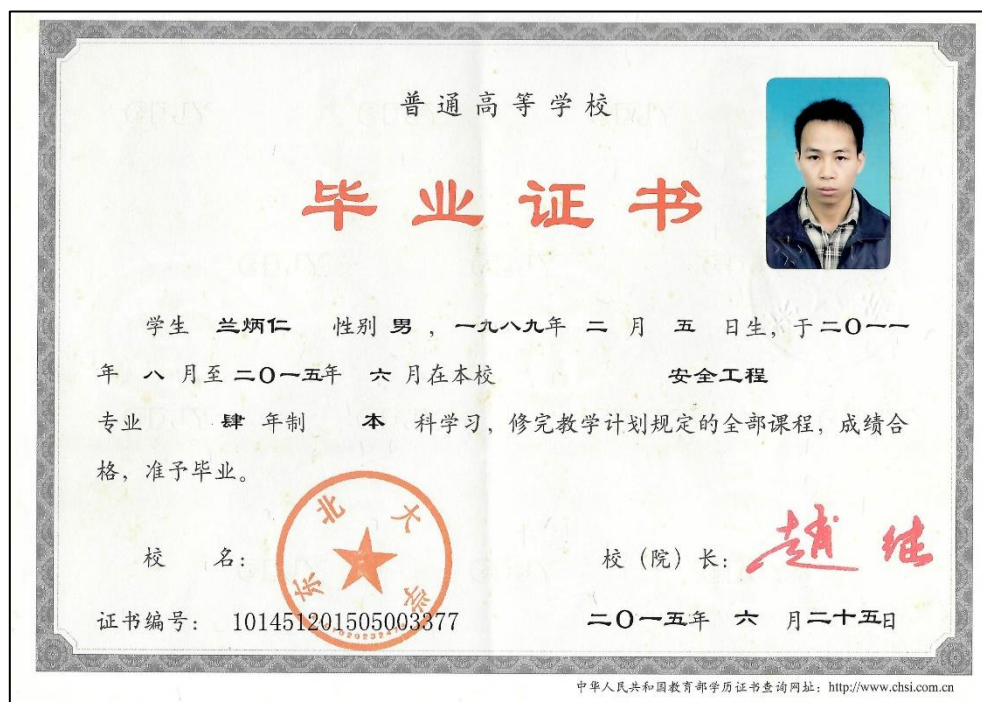 普通高等学校
毕业证书
学生 兰炳仁 性别 男 ，一九八九年 二 月 五 日生，于二〇一一
年 八 月至 二〇一五年 六 月在本校 安全工程
专业 肆 年制 本 科学习，修完教学计划规定的全部课程，成绩合
格，准予毕业。
东北大学
校 名： 校（院）长： 赵继
证书编号： 101451201505003377 二〇一五年 六 月二十五日
中华人民共和国教育部学历证书查询网址：http://www.chsi.com.cn